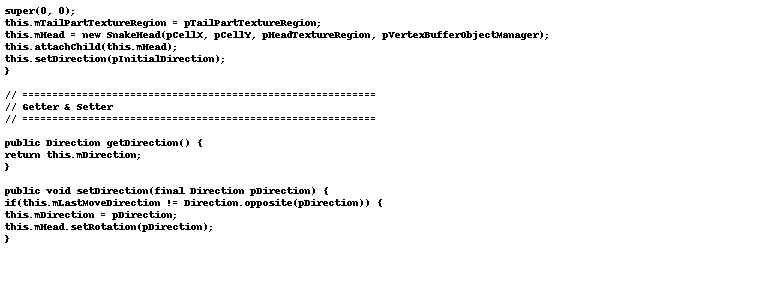 super(0, 0);
this.mTailPartTextureRegion = pTailPartTextureRegion;
this.mHead = new SnakeHead(pCellX, pCellY, pHeadTextureRegion, pVertexBufferObjectManager);
this.attachChild(this.mHead);
this.setDirection(pInitialDirection);
}

// ===========================================================
// Getter & Setter
// ===========================================================

public Direction getDirection() {
return this.mDirection;
}

public void setDirection(final Direction pDirection) {
if(this.mLastMoveDirection != Direction.opposite(pDirection)) {
this.mDirection = pDirection;
this.mHead.setRotation(pDirection);
}